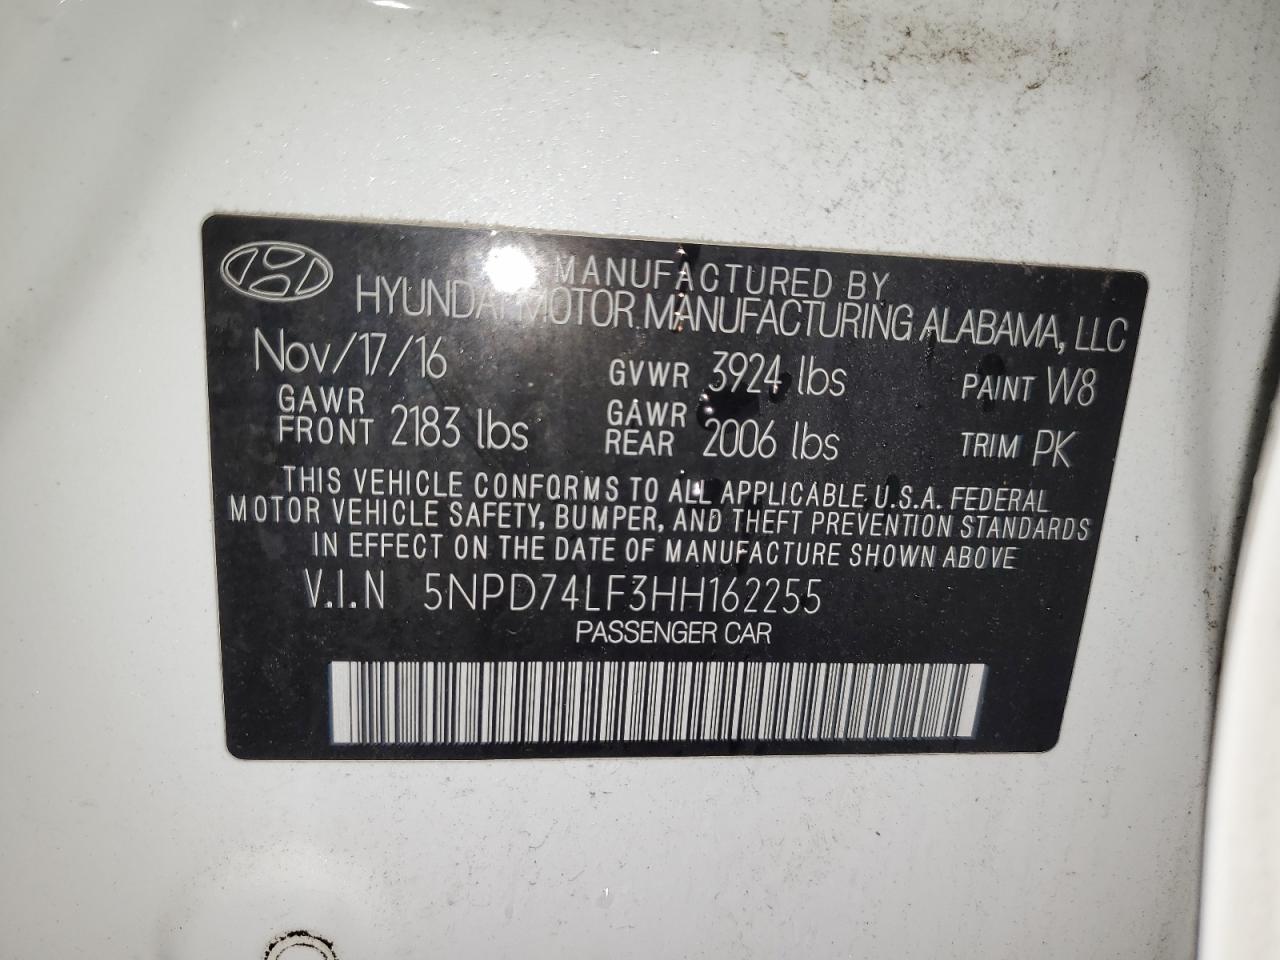 MANUFACTURED BY
HYUNDAI MOTOR MANUFACTURING ALABAMA, LLC
Nov/17/16 GVWR 3924 lbs PAINT W8
GAWR FRONT 2183 lbs GAWR REAR 2006 lbs TRIM PK
THIS VEHICLE CONFORMS TO ALL APPLICABLE U.S.A. FEDERAL
MOTOR VEHICLE SAFETY, BUMPER, AND THEFT PREVENTION STANDARDS
IN EFFECT ON THE DATE OF MANUFACTURE SHOWN ABOVE
V.I.N 5NPD74LF3HH162255
PASSENGER CAR